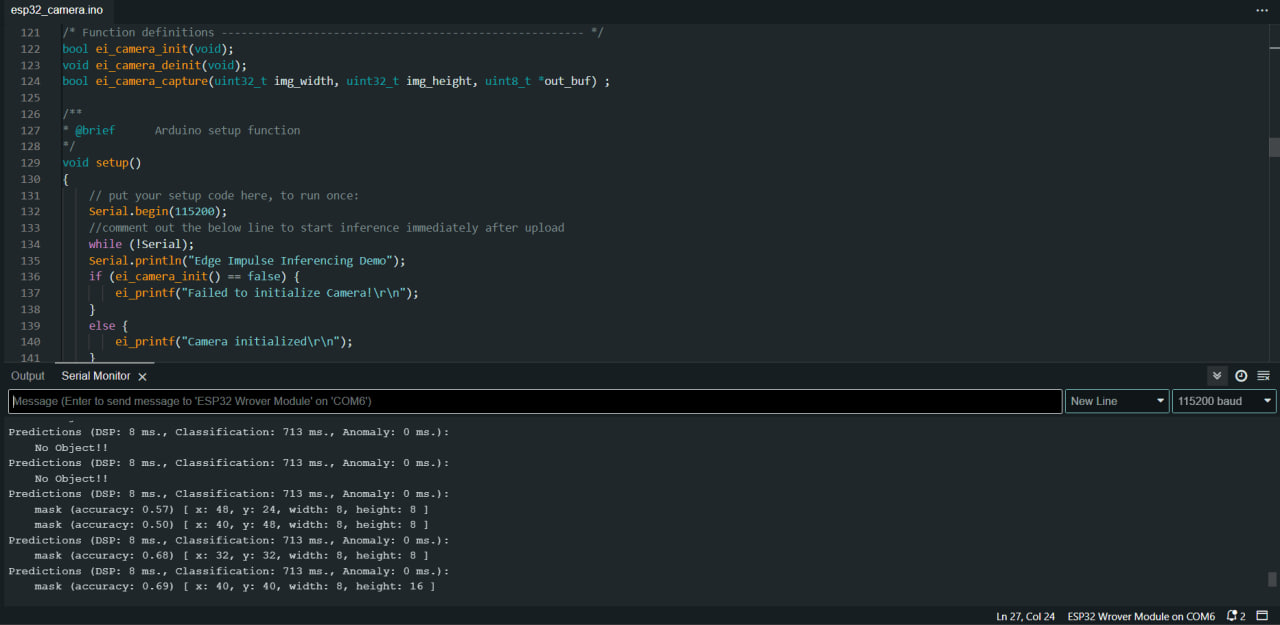 esp32_camera.ino
121 /* Function definitions ------------------------------------------------------- */
122 bool ei_camera_init(void);
123 void ei_camera_deinit(void);
124 bool ei_camera_capture(uint32_t img_width, uint32_t img_height, uint8_t *out_buf) ;
125
126 /**
127 * @brief      Arduino setup function
128 */
129 void setup()
130 {
131     // put your setup code here, to run once:
132     Serial.begin(115200);
133     //comment out the below line to start inference immediately after upload
134     while (!Serial);
135     Serial.println("Edge Impulse Inferencing Demo");
136     if (ei_camera_init() == false) {
137         ei_printf("Failed to initialize Camera!\r\n");
138     }
139     else {
140         ei_printf("Camera initialized\r\n");
141     }
Output Serial Monitor
Message (Enter to send message to 'ESP32 Wrover Module' on 'COM6') New Line 115200 baud
Predictions (DSP: 8 ms., Classification: 713 ms., Anomaly: 0 ms.):
    No Object!!
Predictions (DSP: 8 ms., Classification: 713 ms., Anomaly: 0 ms.):
    No Object!!
Predictions (DSP: 8 ms., Classification: 713 ms., Anomaly: 0 ms.):
    mask (accuracy: 0.57) [ x: 48, y: 24, width: 8, height: 8 ]
    mask (accuracy: 0.50) [ x: 40, y: 48, width: 8, height: 8 ]
Predictions (DSP: 8 ms., Classification: 713 ms., Anomaly: 0 ms.):
    mask (accuracy: 0.68) [ x: 32, y: 32, width: 8, height: 8 ]
Predictions (DSP: 8 ms., Classification: 713 ms., Anomaly: 0 ms.):
    mask (accuracy: 0.69) [ x: 40, y: 40, width: 8, height: 16 ]
Ln 27, Col 24 ESP32 Wrover Module on COM6 2